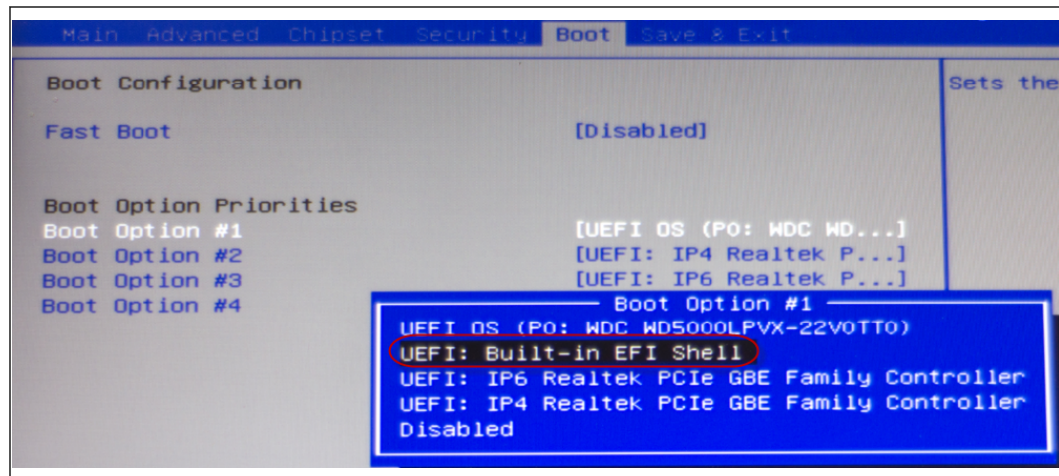 Main Advanced Chipset Security Boot Save & Exit
Boot Configuration
Sets the
Fast Boot [Disabled]
Boot Option Priorities
Boot Option #1 [UEFI OS (P0: WDC WD...]
Boot Option #2 [UEFI: IP4 Realtek P...]
Boot Option #3 [UEFI: IP6 Realtek P...]
Boot Option #4
Boot Option #1
UEFI OS (P0: WDC WD5000LPVX-22V0TT0)
UEFI: Built-in EFI Shell
UEFI: IP6 Realtek PCIe GBE Family Controller
UEFI: IP4 Realtek PCIe GBE Family Controller
Disabled